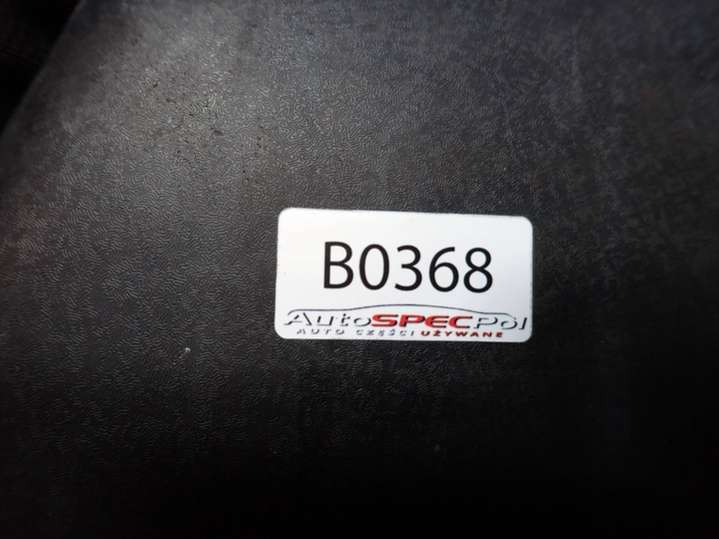 B0368
AutoSPECPol
AUTO CZĘŚCI UŻYWANE